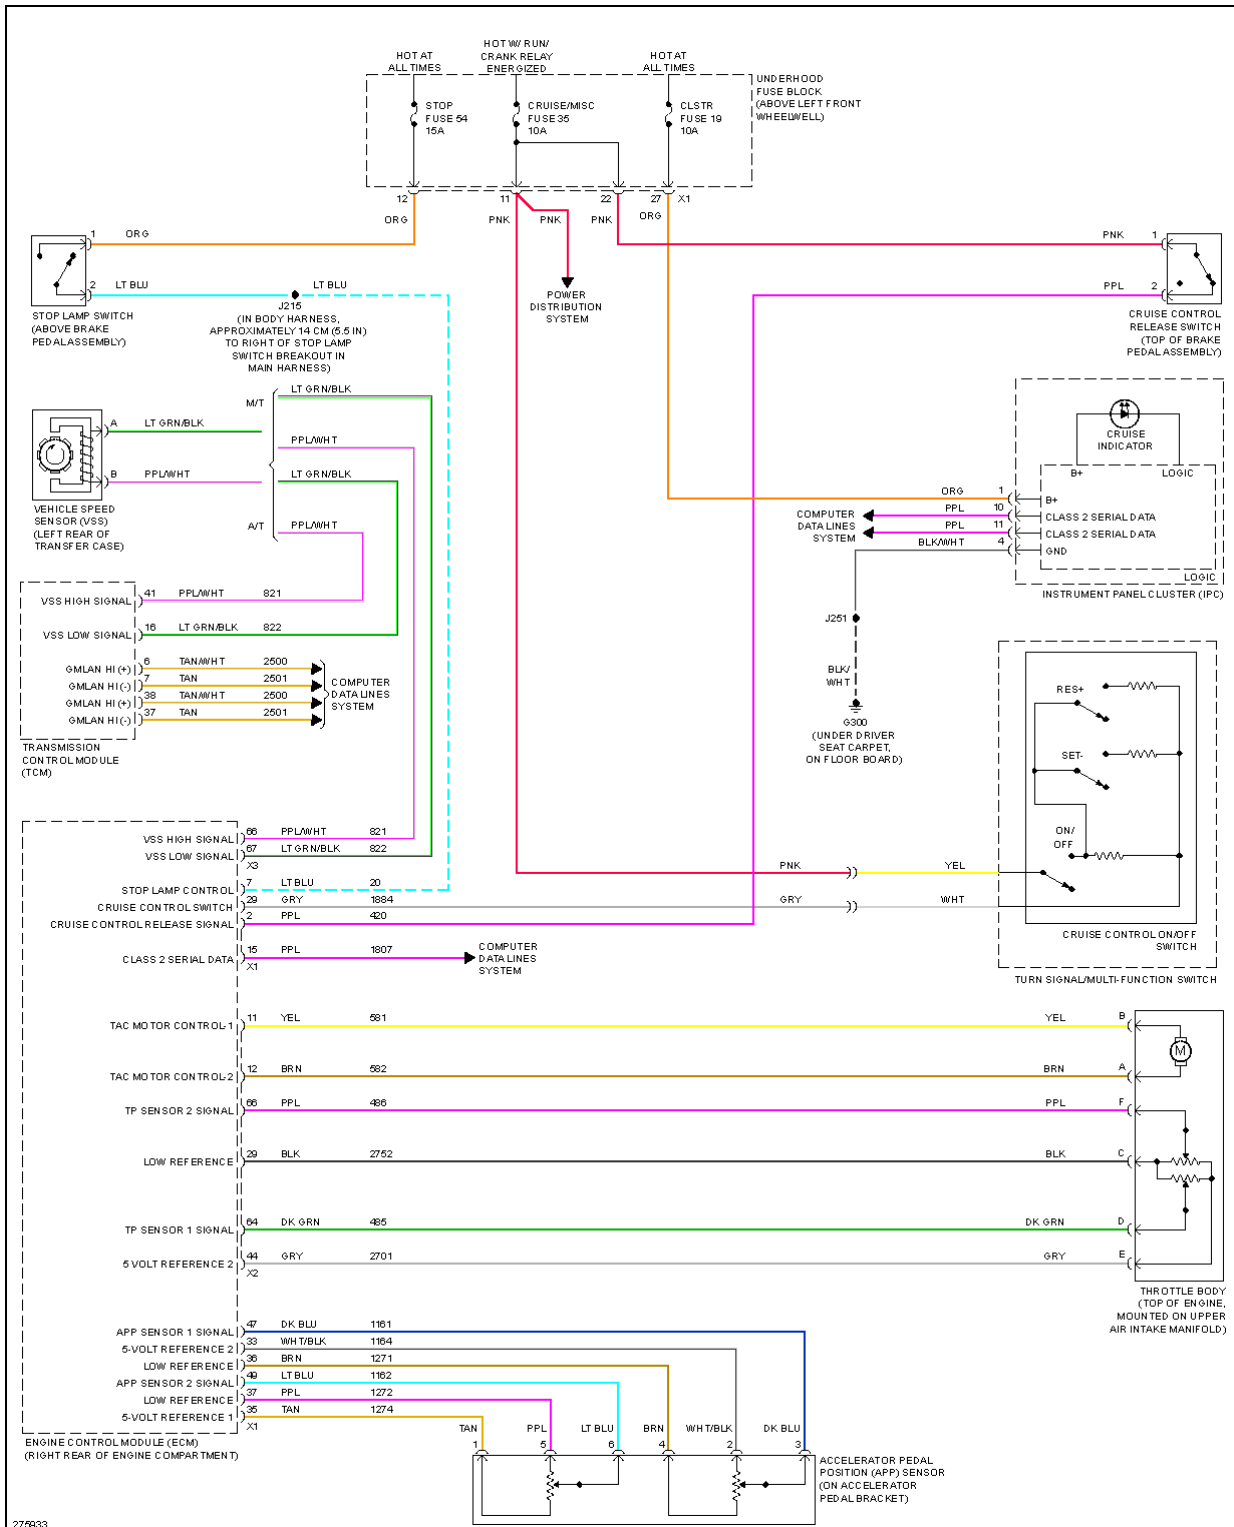 HOT AT
ALL TIMES
HOT W/ RUN/
CRANK RELAY
ENERGIZED
HOT AT
ALL TIMES
UNDERHOOD
FUSE BLOCK
(ABOVE LEFT FRONT
WHEELWELL)
STOP
FUSE 54
15A
CRUISE/MISC
FUSE 35
10A
CLSTR
FUSE 19
10A
12
11
22
27
X1
ORG
PNK
PNK
PNK
ORG
1
ORG
2
LT BLU
LT BLU
J215
(IN BODY HARNESS,
APPROXIMATELY 14 CM (5.5 IN)
TO RIGHT OF STOP LAMP
SWITCH BREAKOUT IN
MAIN HARNESS)
STOP LAMP SWITCH
(ABOVE BRAKE
PEDAL ASSEMBLY)
POWER
DISTRIBUTION
SYSTEM
PNK
1
PPL
2
CRUISE CONTROL
RELEASE SWITCH
(TOP OF BRAKE
PEDAL ASSEMBLY)
M/T
LT GRN/BLK
PPL/WHT
LT GRN/BLK
A/T
PPL/WHT
A
LT GRN/BLK
B
PPL/WHT
VEHICLE SPEED
SENSOR (VSS)
(LEFT REAR OF
TRANSFER CASE)
CRUISE
INDICATOR
B+
LOGIC
ORG
1
B+
PPL
10
CLASS 2 SERIAL DATA
PPL
11
CLASS 2 SERIAL DATA
BLK/WHT
4
GND
LOGIC
COMPUTER
DATA LINES
SYSTEM
INSTRUMENT PANEL CLUSTER (IPC)
J251
BLK/
WHT
G300
(UNDER DRIVER
SEAT CARPET,
ON FLOOR BOARD)
VSS HIGH SIGNAL
41
PPL/WHT
821
VSS LOW SIGNAL
16
LT GRN/BLK
822
GMLAN HI (+)
6
TAN/WHT
2500
GMLAN HI (-)
7
TAN
2501
GMLAN HI (+)
38
TAN/WHT
2500
GMLAN HI (-)
37
TAN
2501
COMPUTER
DATA LINES
SYSTEM
TRANSMISSION
CONTROL MODULE
(TCM)
RES+
SET-
ON/
OFF
PNK
YEL
GRY
WHT
CRUISE CONTROL ON/OFF
SWITCH
TURN SIGNAL/MULTI-FUNCTION SWITCH
VSS HIGH SIGNAL
66
PPL/WHT
821
VSS LOW SIGNAL
67
LT GRN/BLK
822
X3
STOP LAMP CONTROL
7
LT BLU
20
CRUISE CONTROL SWITCH
29
GRY
1884
CRUISE CONTROL RELEASE SIGNAL
2
PPL
420
CLASS 2 SERIAL DATA
15
PPL
1807
X1
COMPUTER
DATA LINES
SYSTEM
TAC MOTOR CONTROL-1
11
YEL
581
YEL
B
TAC MOTOR CONTROL-2
12
BRN
582
BRN
A
M
TP SENSOR 2 SIGNAL
66
PPL
486
PPL
F
LOW REFERENCE
29
BLK
2752
BLK
C
TP SENSOR 1 SIGNAL
64
DK GRN
485
DK GRN
D
5 VOLT REFERENCE 2
44
GRY
2701
GRY
E
X2
THROTTLE BODY
(TOP OF ENGINE,
MOUNTED ON UPPER
AIR INTAKE MANIFOLD)
APP SENSOR 1 SIGNAL
47
DK BLU
1161
5-VOLT REFERENCE 2
33
WHT/BLK
1164
LOW REFERENCE
36
BRN
1271
APP SENSOR 2 SIGNAL
49
LT BLU
1162
LOW REFERENCE
37
PPL
1272
5-VOLT REFERENCE 1
35
TAN
1274
X1
ENGINE CONTROL MODULE (ECM)
(RIGHT REAR OF ENGINE COMPARTMENT)
TAN
PPL
LT BLU
BRN
WHT/BLK
DK BLU
1
5
6
4
2
3
ACCELERATOR PEDAL
POSITION (APP) SENSOR
(ON ACCELERATOR
PEDAL BRACKET)
275933